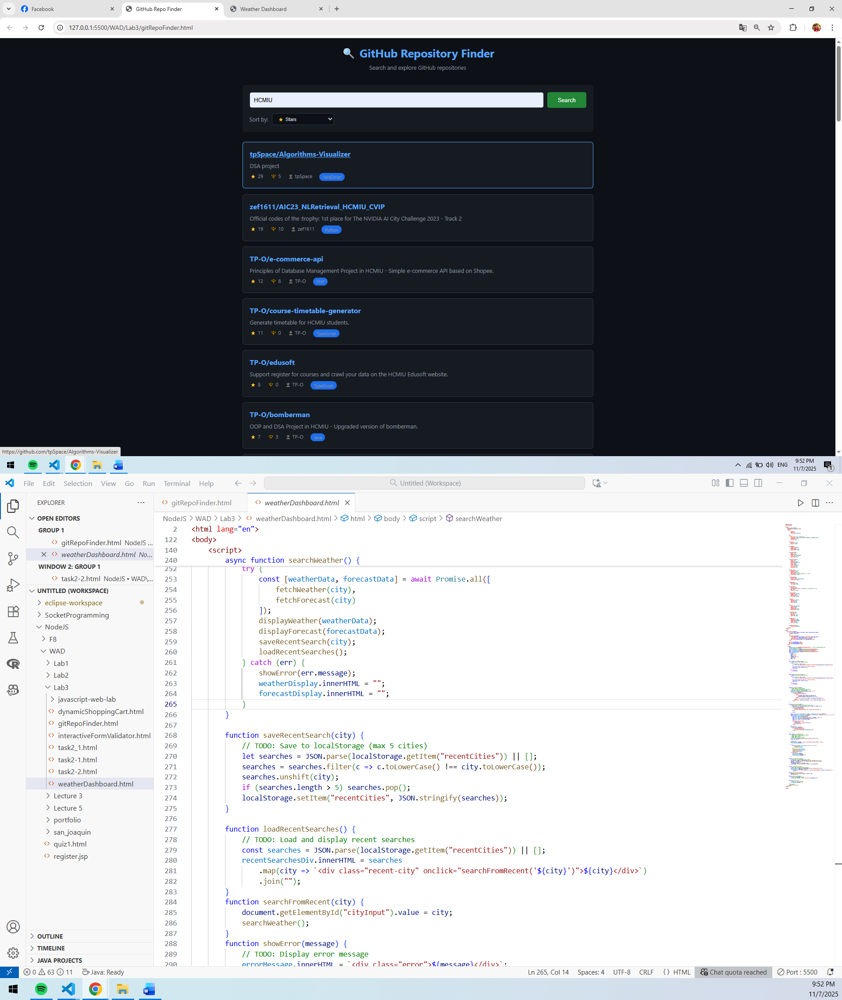 Facebook
GitHub Repo Finder
Weather Dashboard
127.0.0.1:5500/WAD/Lab3/gitRepoFinder.html
🔍 GitHub Repository Finder
Search and explore GitHub repositories
HCMIU
Search
Sort by: ★ Stars
tpSpace/Algorithms-Visualizer
DSA project
★ 29 5 tpSpace JavaScript
zef1611/AIC23_NLRetrieval_HCMIU_CVIP
Official codes of the :trophy: 1st place for The NVIDIA AI City Challenge 2023 - Track 2
★ 19 10 zef1611 Python
TP-O/e-commerce-api
Principles of Database Management Project in HCMIU - Simple e-commerce API based on Shopee.
★ 12 8 TP-O PHP
TP-O/course-timetable-generator
Generate timetable for HCMIU students.
★ 11 0 TP-O TypeScript
TP-O/edusoft
Support register for courses and crawl your data on the HCMIU Edusoft website.
★ 8 0 TP-O TypeScript
TP-O/bomberman
OOP and DSA Project in HCMIU - Upgraded version of bomberman.
★ 7 3 TP-O Java
https://github.com/tpSpace/Algorithms-Visualizer
ENG
9:52 PM
11/7/2025
1
File Edit Selection View Go Run Terminal Help
Untitled (Workspace)
EXPLORER
OPEN EDITORS
GROUP 1
gitRepoFinder.html NodeJS ...
weatherDashboard.html No...
WINDOW 2: GROUP 1
task2-2.html NodeJS • WAD\...
UNTITLED (WORKSPACE)
eclipse-workspace
SocketProgramming
NodeJS
F8
WAD
Lab1
Lab2
Lab3
javascript-web-lab
dynamicShoppingCart.html
gitRepoFinder.html
interactiveFormValidator.html
task2_1.html
task2-1.html
task2-2.html
weatherDashboard.html
Lecture 3
Lecture 5
portfolio
san_joaquin
quiz1.html
register.jsp
OUTLINE
TIMELINE
JAVA PROJECTS
gitRepoFinder.html
weatherDashboard.html
NodeJS > WAD > Lab3 > weatherDashboard.html > html > body > script > searchWeather
2 <html lang="en">
122 <body>
140 <script>
240 async function searchWeather() {
252 try {
253 const [weatherData, forecastData] = await Promise.all([
254 fetchWeather(city),
255 fetchForecast(city)
256 ]);
257 displayWeather(weatherData);
258 displayForecast(forecastData);
259 saveRecentSearch(city);
260 loadRecentSearches();
261 } catch (err) {
262 showError(err.message);
263 weatherDisplay.innerHTML = "";
264 forecastDisplay.innerHTML = "";
265 }
266 }
267
268 function saveRecentSearch(city) {
269 // TODO: Save to localStorage (max 5 cities)
270 let searches = JSON.parse(localStorage.getItem("recentCities")) || [];
271 searches = searches.filter(c => c.toLowerCase() !== city.toLowerCase());
272 searches.unshift(city);
273 if (searches.length > 5) searches.pop();
274 localStorage.setItem("recentCities", JSON.stringify(searches));
275 }
276
277 function loadRecentSearches() {
278 // TODO: Load and display recent searches
279 const searches = JSON.parse(localStorage.getItem("recentCities")) || [];
280 recentSearchesDiv.innerHTML = searches
281 .map(city => `<div class="recent-city" onclick="searchFromRecent('${city}')">${city}</div>`)
282 .join("");
283 }
284 function searchFromRecent(city) {
285 document.getElementById("cityInput").value = city;
286 searchWeather();
287 }
288 function showError(message) {
289 // TODO: Display error message
290 errorMessage.innerHTML = `<div class="error">${message}</div>`;
0 63 11 Java: Ready
Ln 265, Col 14 Spaces: 4 UTF-8 CRLF {} HTML Chat quota reached Port : 5500
9:52 PM
11/7/2025